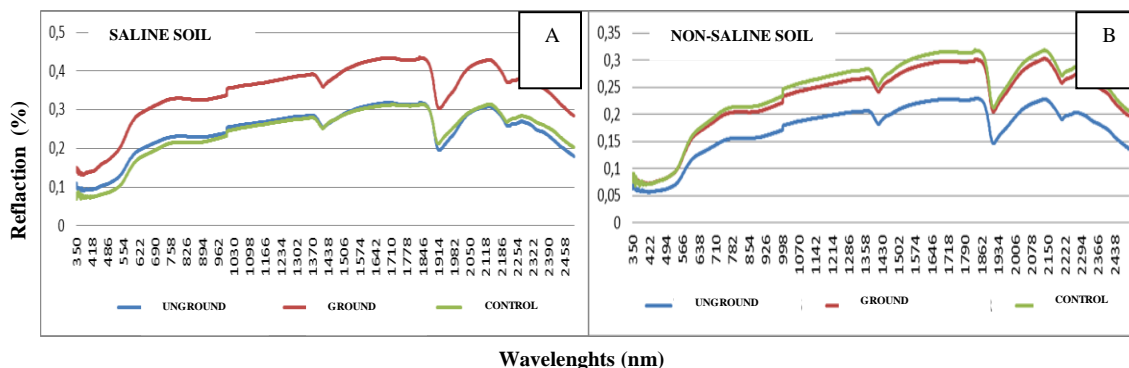 SALINE SOIL
A
0,5
0,4
0,3
0,2
0,1
0
350 418 486 554 622 690 758 826 894 962 1030 1098 1166 1234 1302 1370 1438 1506 1574 1642 1710 1778 1846 1914 1982 2050 2118 2186 2254 2322 2390 2458
UNGROUND GROUND CONTROL
NON-SALINE SOIL
B
0,35
0,3
0,25
0,2
0,15
0,1
0,05
0
350 422 494 566 638 710 782 854 926 998 1070 1142 1214 1286 1358 1430 1502 1574 1646 1718 1790 1862 1934 2006 2078 2150 2222 2294 2366 2438
UNGROUND GROUND CONTROL
Reflaction (%)
Wavelenghts (nm)